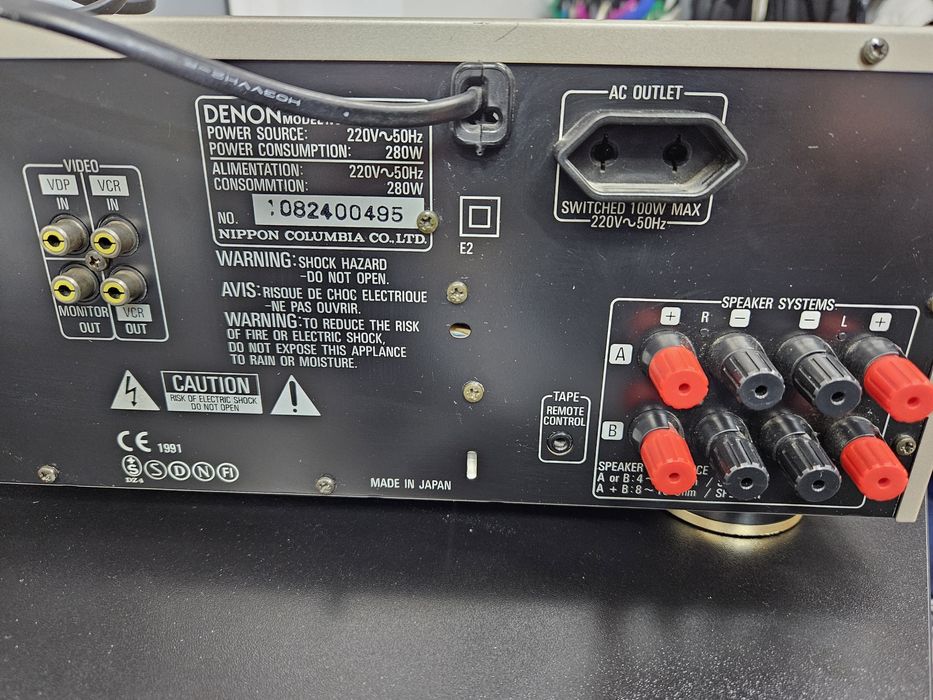 VIDEO
VDP
IN
VCR
IN
MONITOR
OUT
VCR
OUT
DENON MODEL
POWER SOURCE: 220V～50Hz
POWER CONSUMPTION: 280W
ALIMENTATION: 220V～50Hz
CONSOMMTION: 280W
NO. 1082400495
NIPPON COLUMBIA CO., LTD.
E2
WARNING: SHOCK HAZARD
-DO NOT OPEN.
AVIS: RISQUE DE CHOC ELECTRIQUE
-NE PAS OUVRIR.
WARNING: TO REDUCE THE RISK
OF FIRE OR ELECTRIC SHOCK,
DO NOT EXPOSE THIS APPLANCE
TO RAIN OR MOISTURE.
CAUTION
RISK OF ELECTRIC SHOCK
DO NOT OPEN
CE 1991
S S D N FI
DZ-4
MADE IN JAPAN
AC OUTLET
SWITCHED 100W MAX
220V～50Hz
SPEAKER SYSTEMS
+ R − − L +
A
B
TAPE
REMOTE
CONTROL
SPEAKER
A or B: 4
A + B: 8～